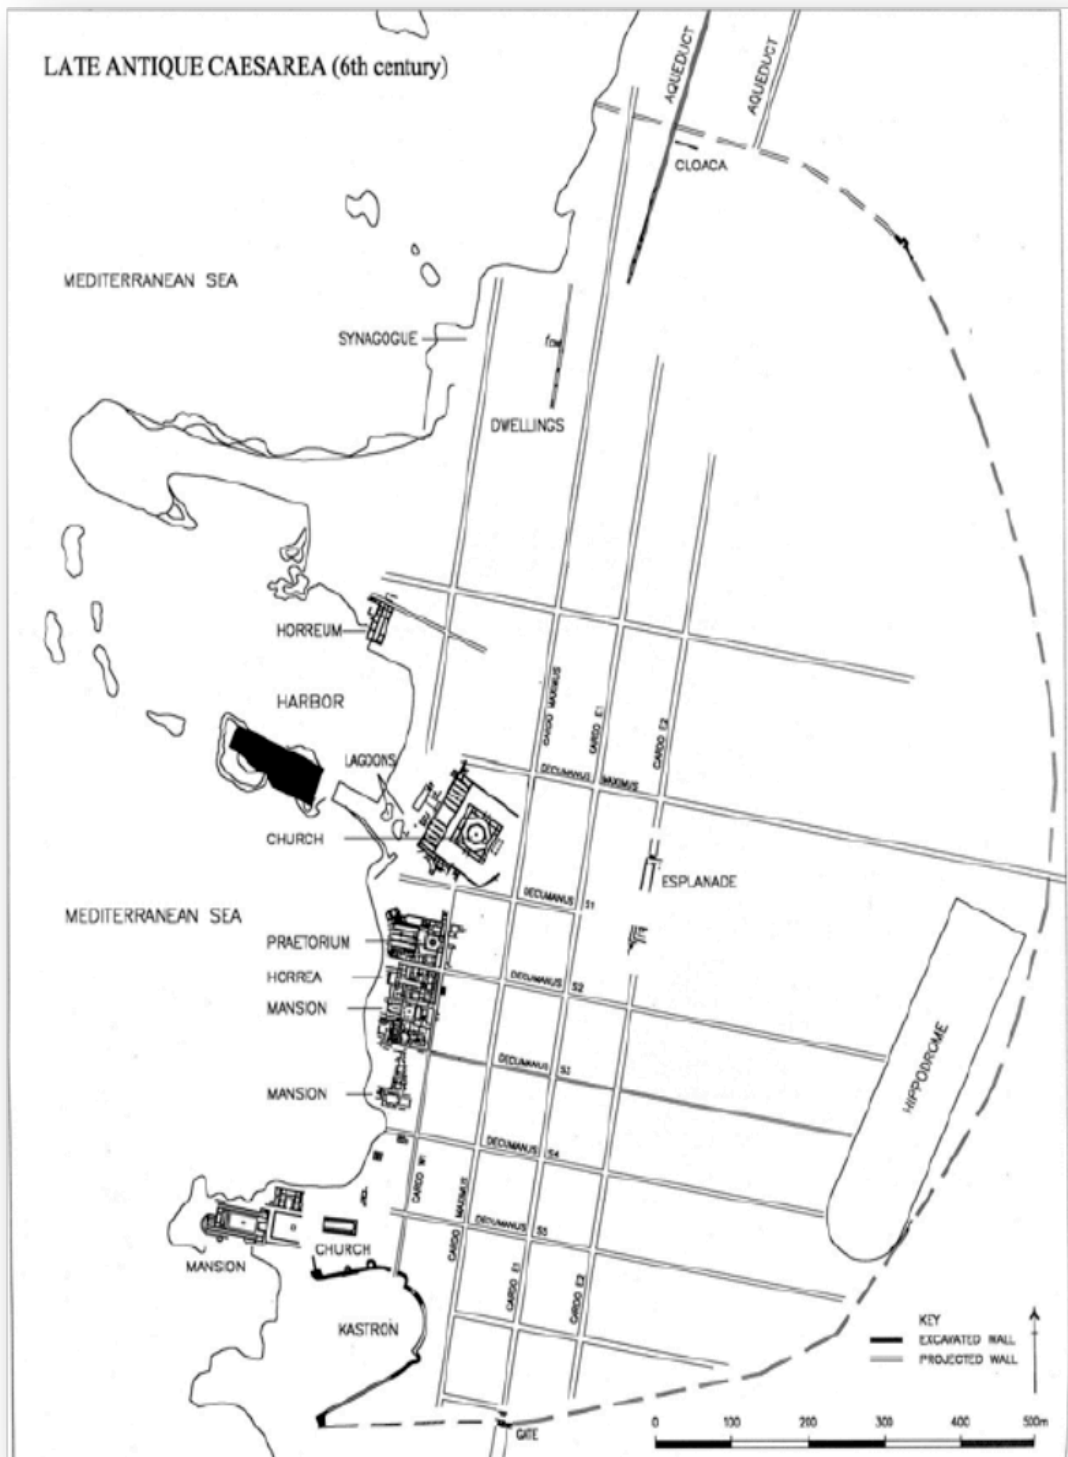 LATE ANTIQUE CAESAREA (6th century)
AQUEDUCT
AQUEDUCT
CLOACA
MEDITERRANEAN SEA
SYNAGOGUE
DWELLINGS
HORREUM
HARBOR
CARDO MAXIMUS
CARDO E1
CARDO E2
LAGOONS
DECUMANUS MAXIMUS
CHURCH
ESPLANADE
DECUMANUS S1
MEDITERRANEAN SEA
PRAETORIUM
HORREA
DECUMANUS S2
MANSION
HIPPODROME
DECUMANUS S3
MANSION
DECUMANUS S4
CARDO W1
CARDO MAXIMUS
DECUMANUS S5
CHURCH
MANSION
CARDO E1
CARDO E2
KASTRON
KEY
EXCAVATED WALL
PROJECTED WALL
GATE
0 100 200 300 400 500m